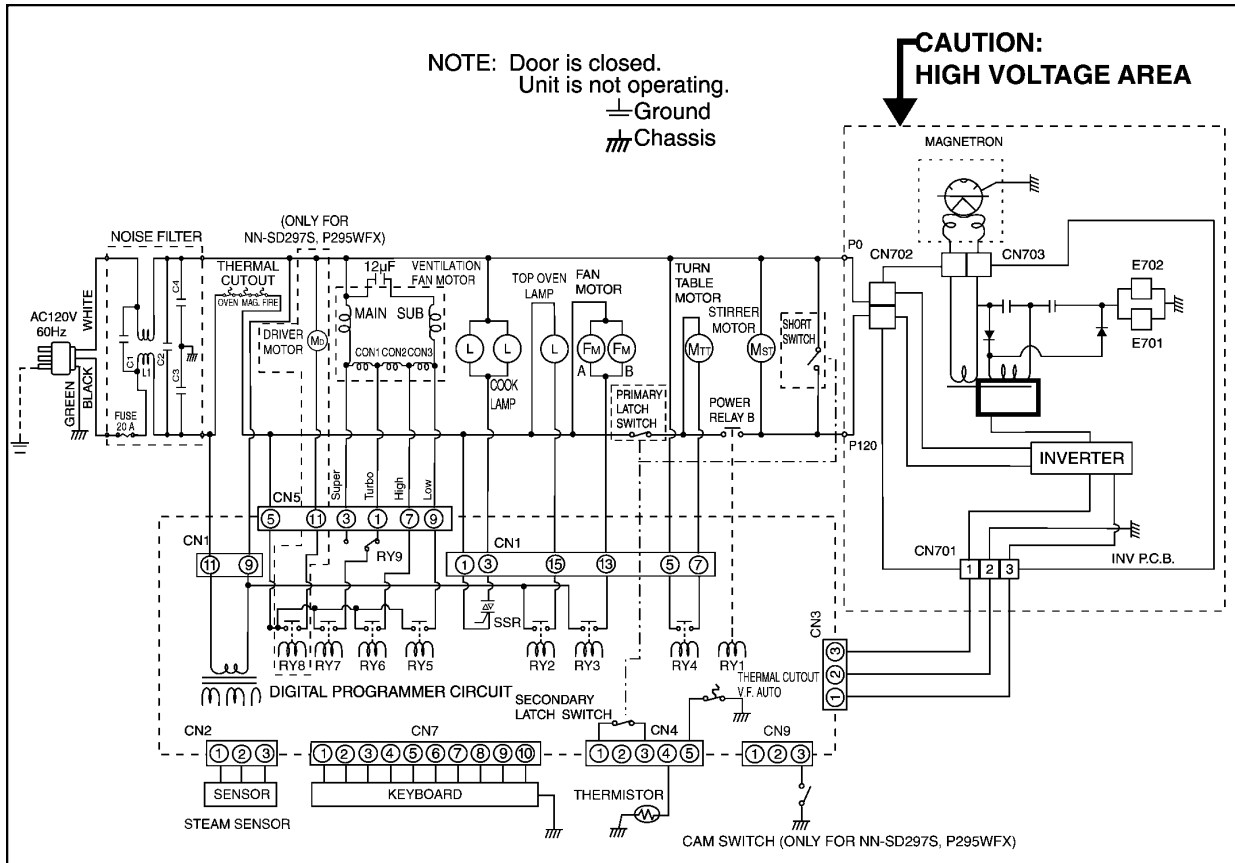 NOTE: Door is closed.
Unit is not operating.
Ground
Chassis
CAUTION:
HIGH VOLTAGE AREA
MAGNETRON
(ONLY FOR
NN-SD297S, P295WFX)
NOISE FILTER
THERMAL
CUTOUT
OVEN MAG. FIRE
12µF
VENTILATION
FAN MOTOR
MAIN SUB
CON1 CON2 CON3
DRIVER
MOTOR
MD
TOP OVEN
LAMP
FAN
MOTOR
TURN
TABLE
MOTOR
STIRRER
MOTOR
SHORT
SWITCH
P0
CN702
CN703
E702
E701
AC120V
60Hz
WHITE
BLACK
GREEN
C1
L1
C2
C4
C3
FUSE
20 A
L L
COOK
LAMP
L
FM FM
A B
MTT
MST
PRIMARY
LATCH
SWITCH
POWER
RELAY B
P120
INVERTER
Super
Turbo
High
Low
CN5
5 11 3 1 7 9
CN1
11 9
RY9
CN1
1 3 15 13 5 7
SSR
CN701
1 2 3
INV P.C.B.
RY8 RY7 RY6 RY5 RY2 RY3 RY4 RY1
CN3
3
2
1
THERMAL CUTOUT
V.F. AUTO
DIGITAL PROGRAMMER CIRCUIT
SECONDARY
LATCH SWITCH
CN2
1 2 3
CN7
1 2 3 4 5 6 7 8 9 10
CN4
1 2 3 4 5
CN9
1 2 3
SENSOR
KEYBOARD
THERMISTOR
STEAM SENSOR
CAM SWITCH (ONLY FOR NN-SD297S, P295WFX)